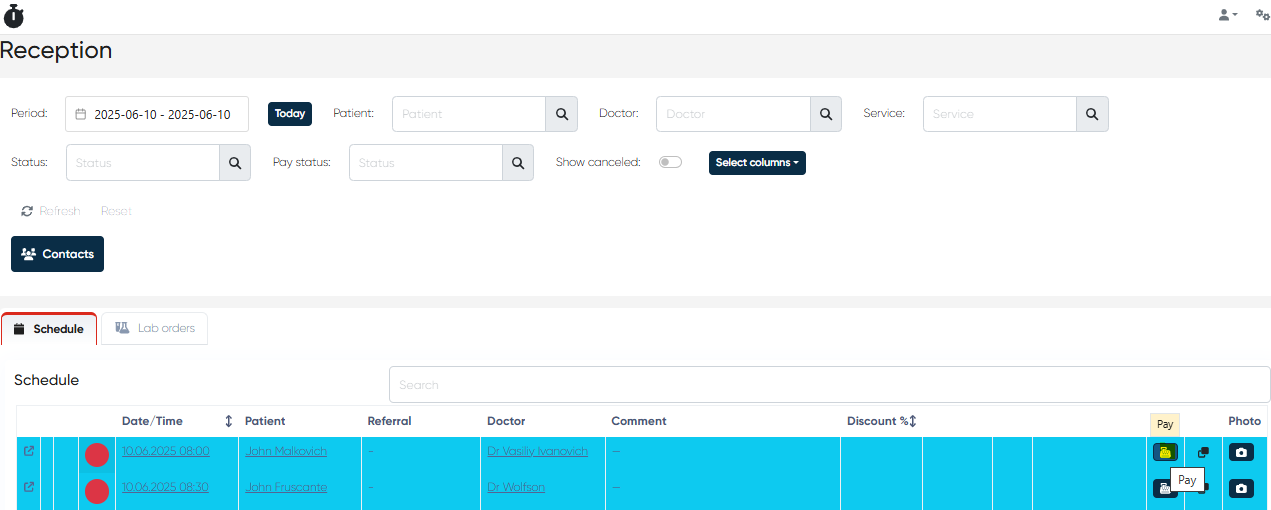 Reception
Period: 2025-06-10 - 2025-06-10 Today Patient: Patient Doctor: Doctor Service: Service
Status: Status Pay status: Status Show canceled: Select columns
Refresh Reset
Contacts
Schedule Lab orders
Schedule Search
Date/Time Patient Referral Doctor Comment Discount % Pay Photo
10.06.2025 08:00 John Malkovich - Dr Vasiliy Ivanovich —
10.06.2025 08:30 John Fruscante - Dr Wolfson — Pay